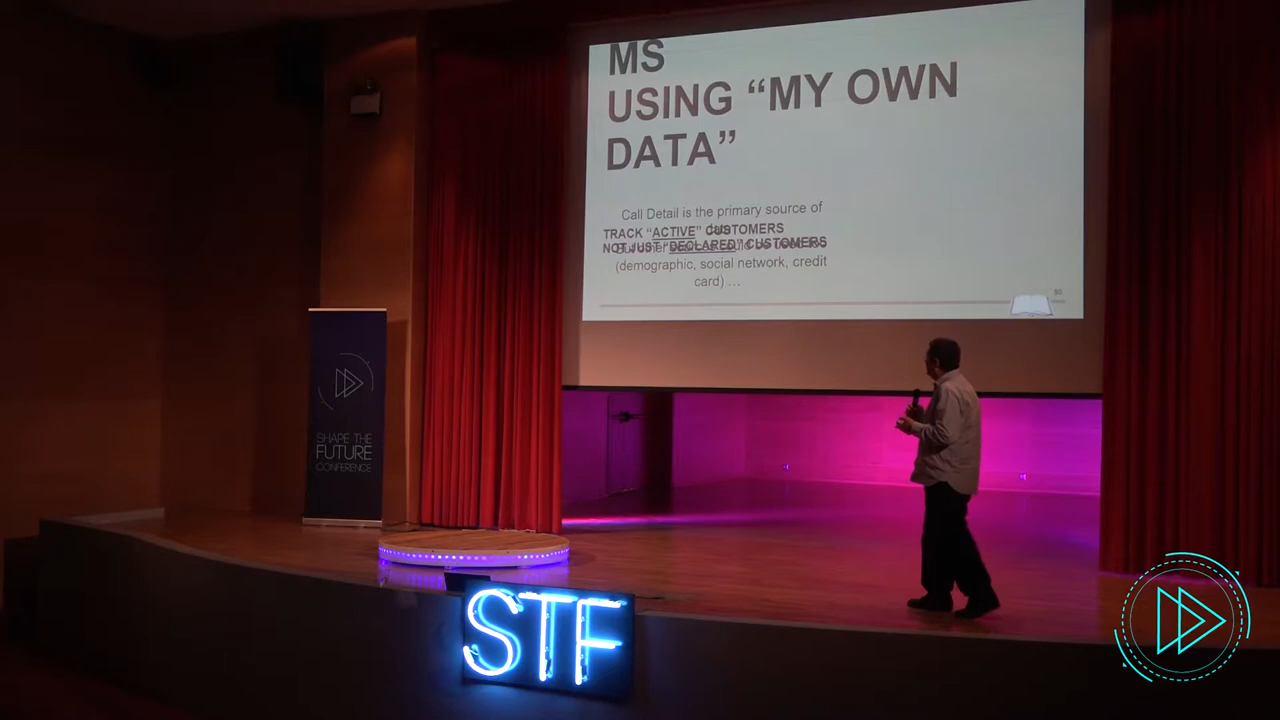 MS
USING “MY OWN
DATA”
Call Detail is the primary source of
TRACK “ACTIVE” CUSTOMERS
NOT JUST “DECLARED” CUSTOMERS
(demographic, social network, credit
card) …
SHAPE THE
FUTURE
CONFERENCE
STF